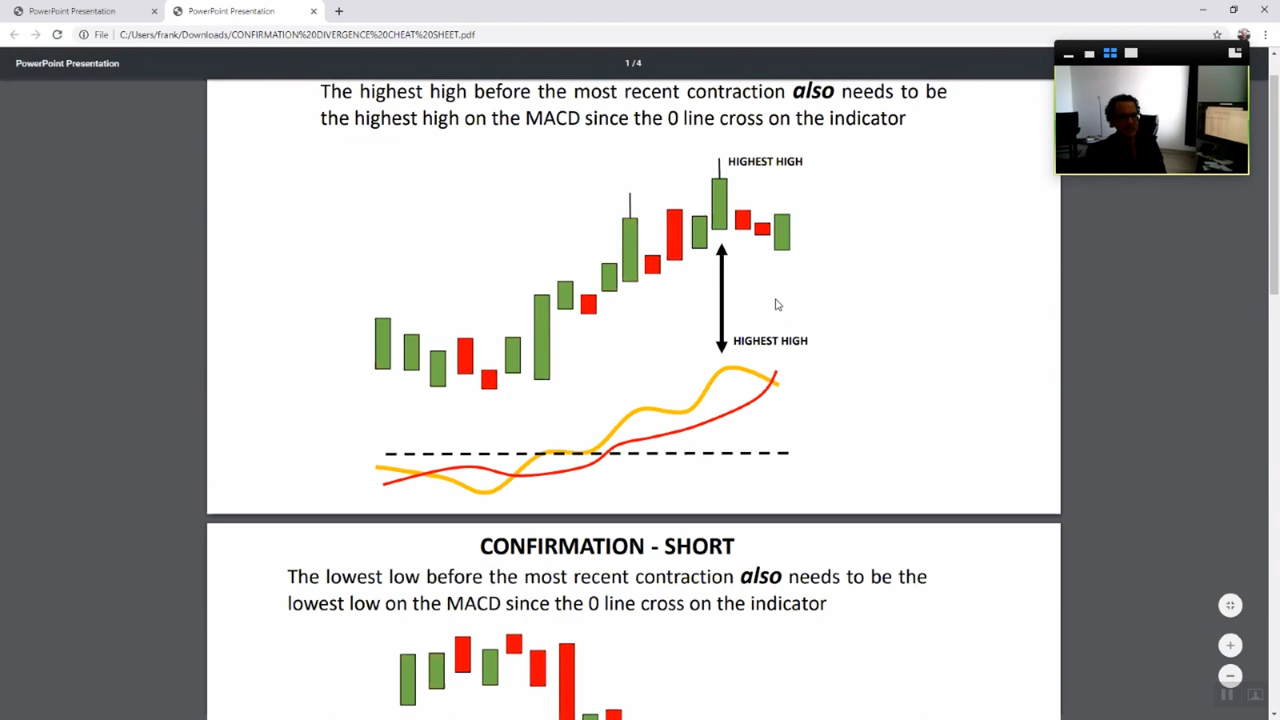 PowerPoint Presentation
PowerPoint Presentation
File
C:/Users/frank/Downloads/CONFIRMATION%20DIVERGENCE%20CHEAT%20SHEET.pdf
PowerPoint Presentation
1 / 4
The highest high before the most recent contraction also needs to be
the highest high on the MACD since the 0 line cross on the indicator
HIGHEST HIGH
HIGHEST HIGH
CONFIRMATION - SHORT
The lowest low before the most recent contraction also needs to be the
lowest low on the MACD since the 0 line cross on the indicator